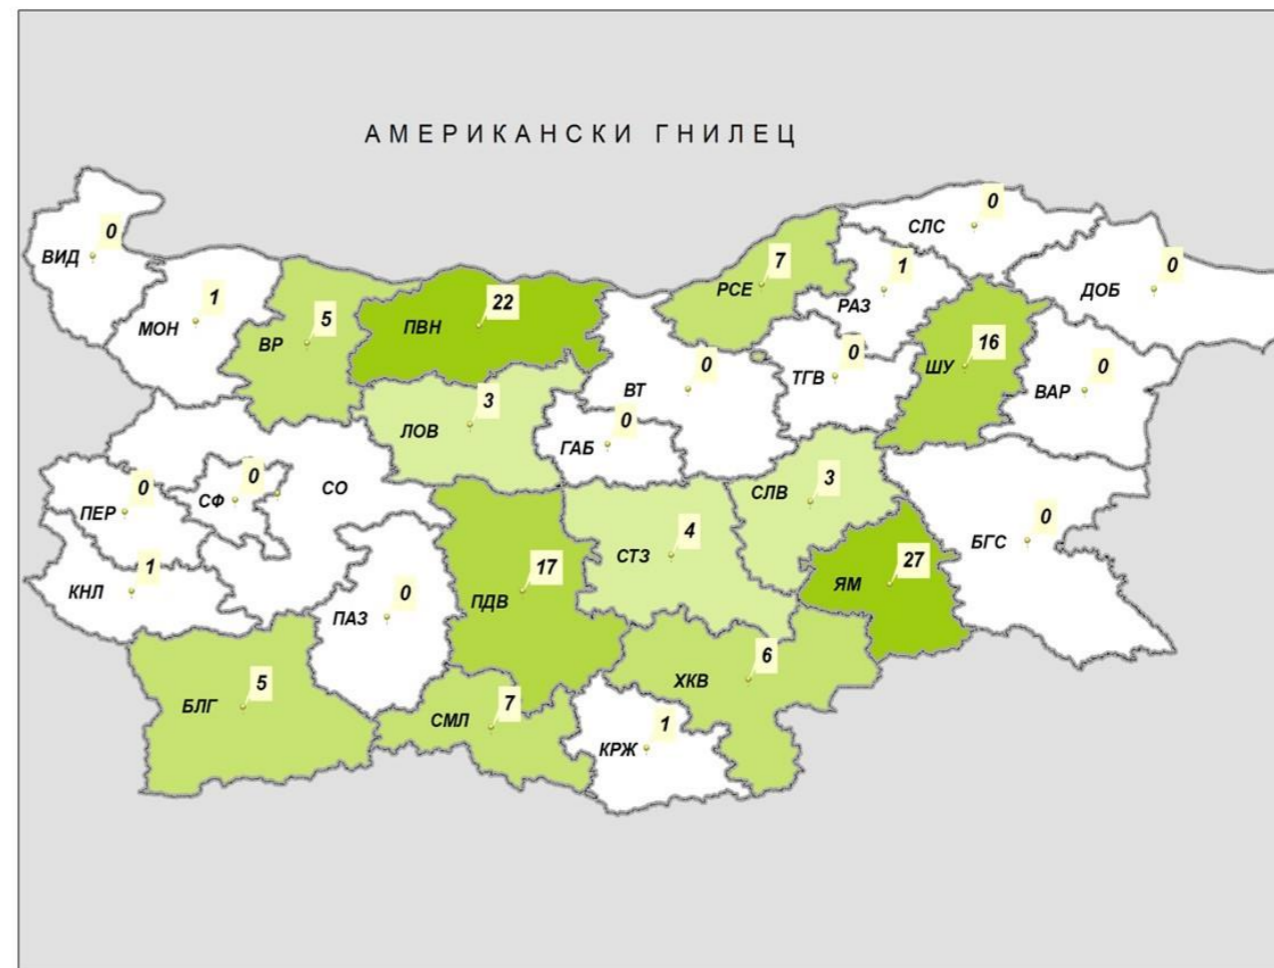 АМЕРИКАНСКИ ГНИЛЕЦ
ВИД 0
МОН 1
ВР 5
ПВН 22
РСЕ 7
СЛС 0
РАЗ 1
ДОБ 0
ШУ 16
ВАР 0
ТГВ 0
ВТ 0
ЛОВ 3
ГАБ 0
ПЕР 0
СФ 0
СО
КНЛ 1
ПАЗ 0
ПДВ 17
СТЗ 4
СЛВ 3
ЯМ 27
БГС 0
БЛГ 5
СМЛ 7
ХКВ 6
КРЖ 1